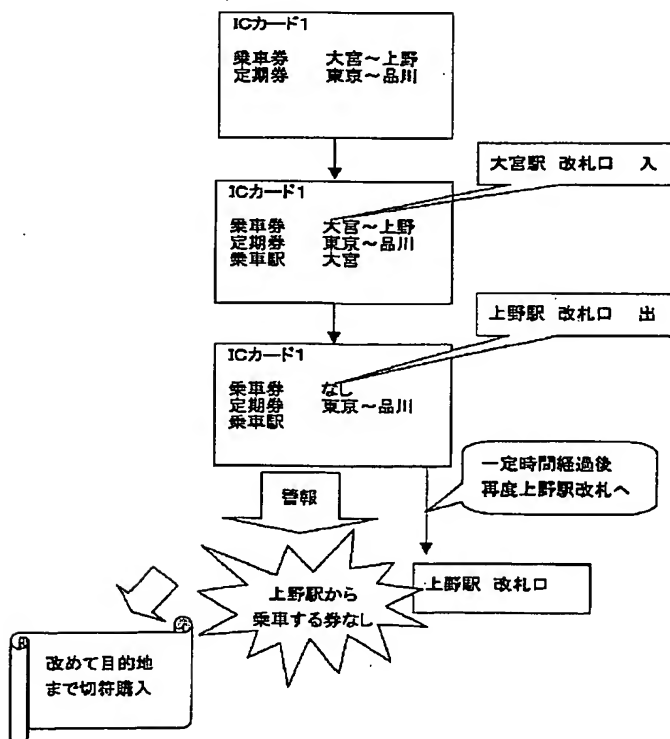 ICカード1
乗車券 大宮～上野
定期券 東京～品川
大宮駅 改札口 入
ICカード1
乗車券 大宮～上野
定期券 東京～品川
乗車駅 大宮
上野駅 改札口 出
ICカード1
乗車券 なし
定期券 東京～品川
乗車駅
一定時間経過後
再度上野駅改札へ
警報
上野駅から
乗車する券なし
上野駅 改札口
改めて目的地
まで切符購入